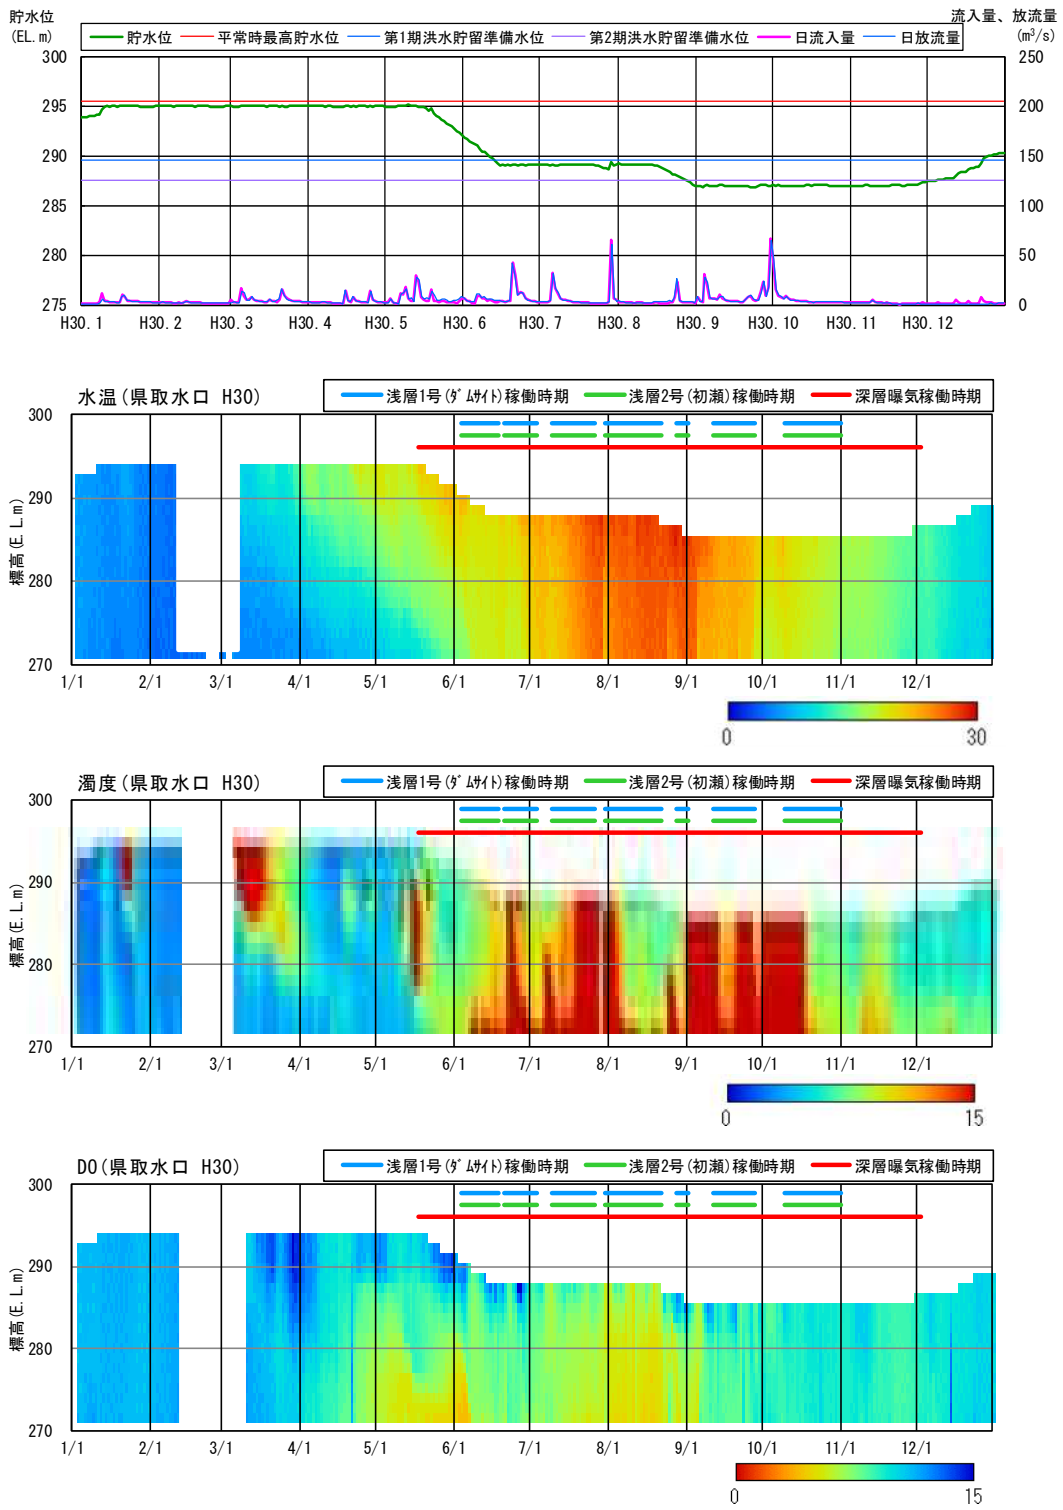 貯水位
(EL.m)
流入量、放流量
(m³/s)
貯水位 平常時最高貯水位 第1期洪水貯留準備水位 第2期洪水貯留準備水位 日流入量 日放流量
300 250
295 200
290 150
285 100
280 50
275 0
H30.1 H30.2 H30.3 H30.4 H30.5 H30.6 H30.7 H30.8 H30.9 H30.10 H30.11 H30.12
水温(県取水口 H30)
浅層1号(ﾀﾞﾑｻｲﾄ)稼働時期 浅層2号(初瀬)稼働時期 深層曝気稼働時期
標高(E.L.m)
300
290
280
270
1/1 2/1 3/1 4/1 5/1 6/1 7/1 8/1 9/1 10/1 11/1 12/1
0 30
濁度(県取水口 H30)
浅層1号(ﾀﾞﾑｻｲﾄ)稼働時期 浅層2号(初瀬)稼働時期 深層曝気稼働時期
標高(E.L.m)
300
290
280
270
1/1 2/1 3/1 4/1 5/1 6/1 7/1 8/1 9/1 10/1 11/1 12/1
0 15
DO(県取水口 H30)
浅層1号(ﾀﾞﾑｻｲﾄ)稼働時期 浅層2号(初瀬)稼働時期 深層曝気稼働時期
標高(E.L.m)
300
290
280
270
1/1 2/1 3/1 4/1 5/1 6/1 7/1 8/1 9/1 10/1 11/1 12/1
0 15